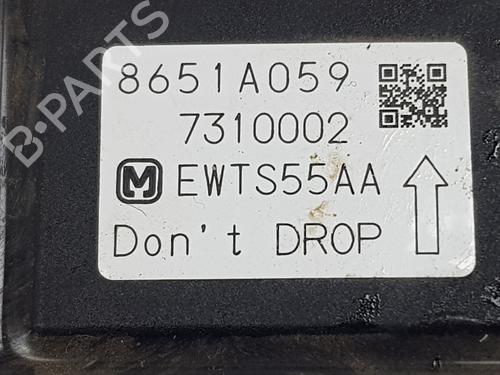 B-PARTS
8651A059
7310002
M EWTS55AA
Don't DROP